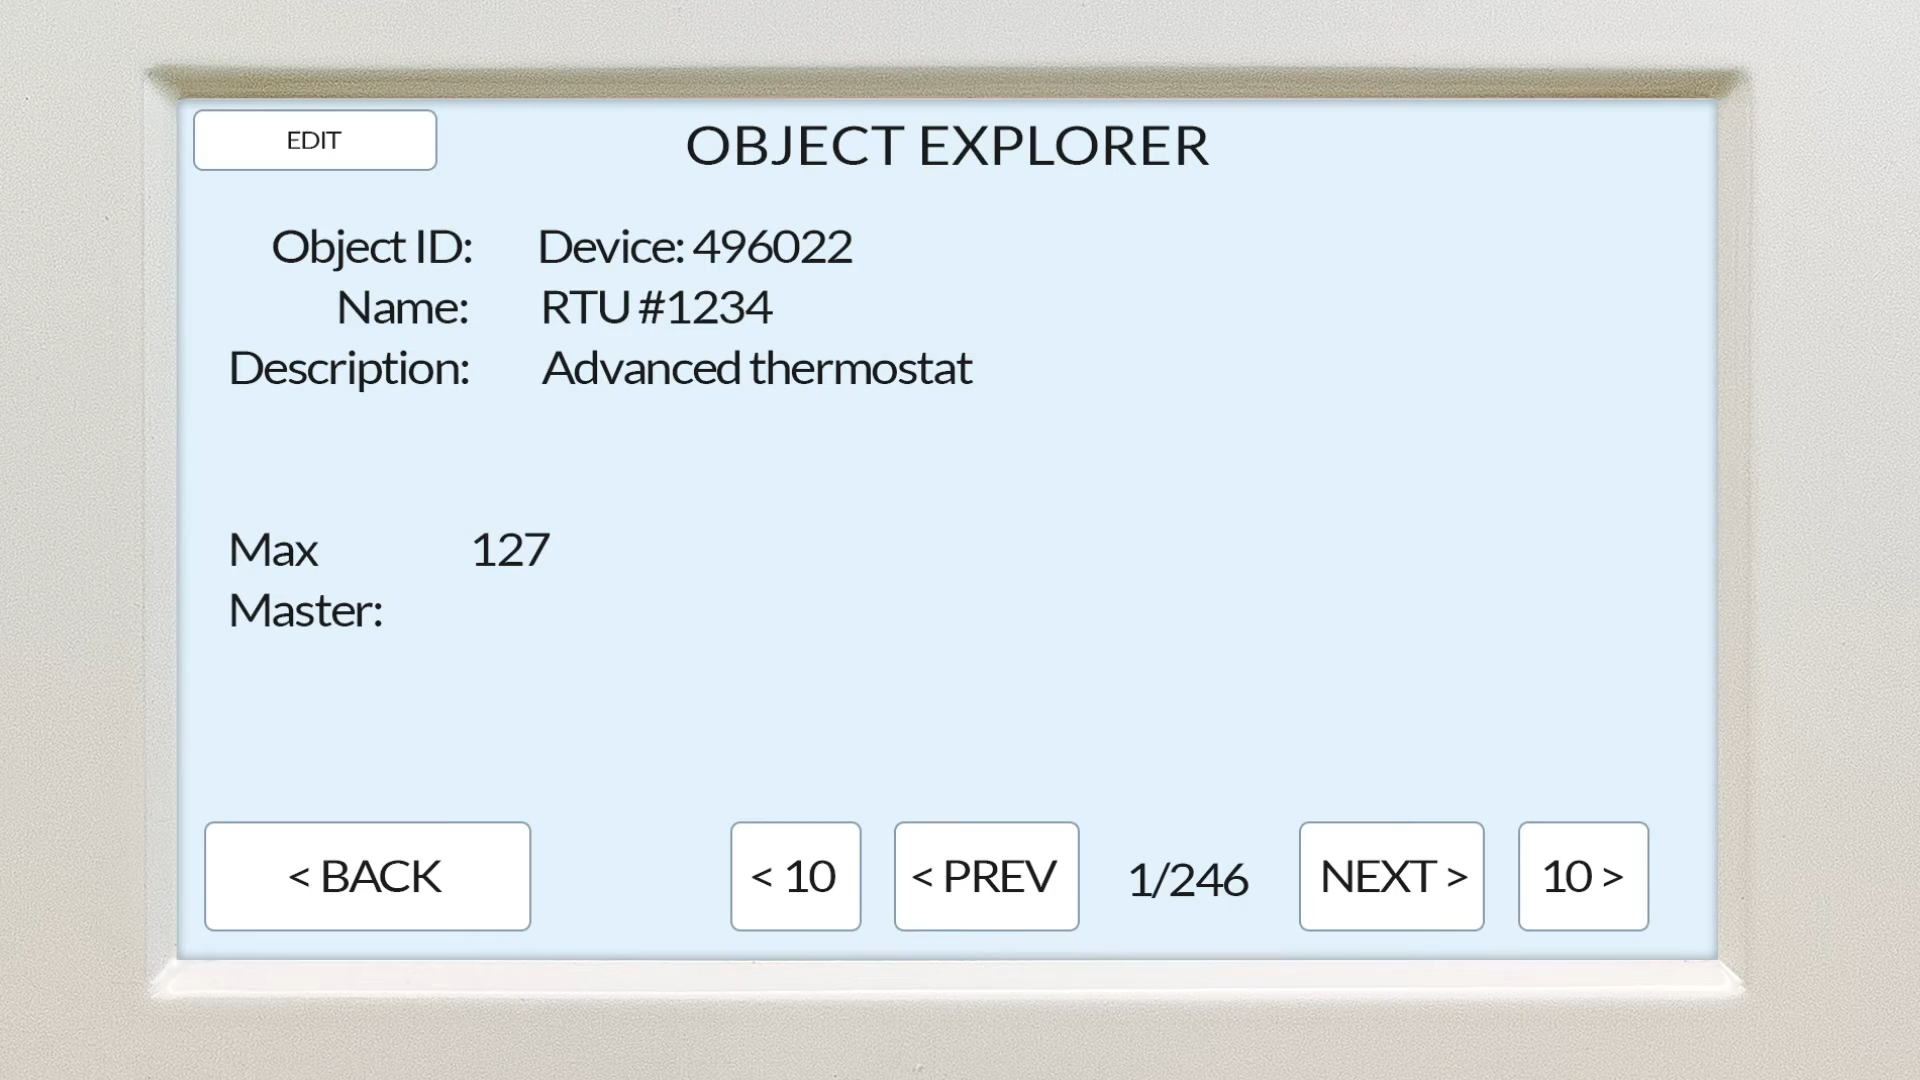 EDIT
OBJECT EXPLORER
Object ID: Device: 496022
Name: RTU #1234
Description: Advanced thermostat
Max 127
Master:
< BACK
< 10
< PREV
1/246
NEXT >
10 >